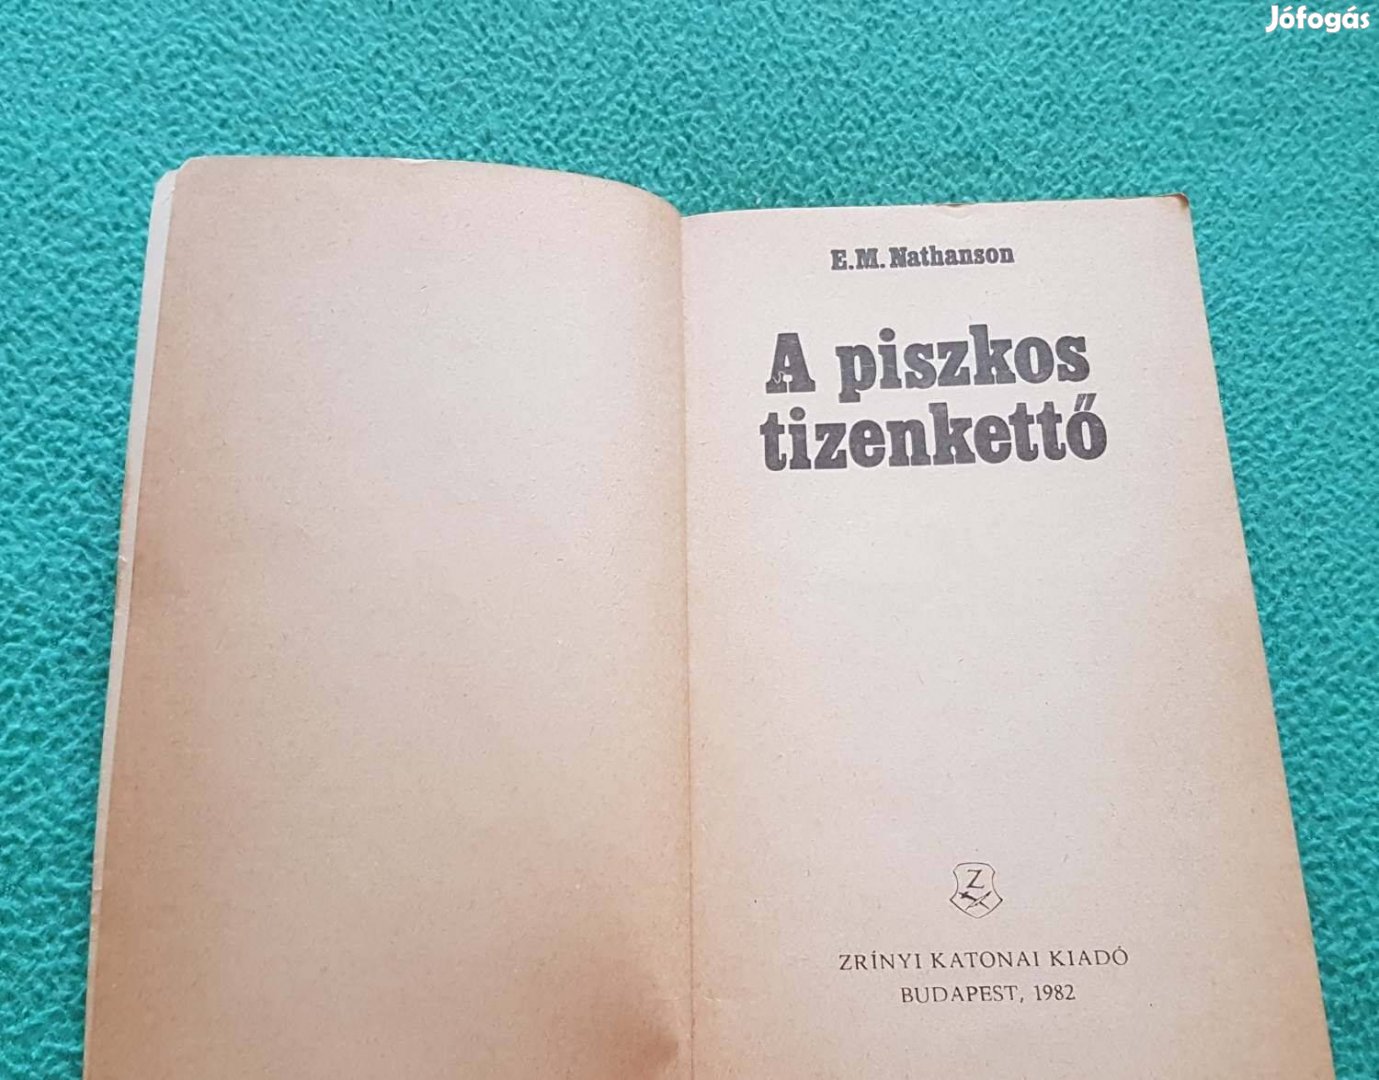 Jófogás
E.M. Nathanson
A piszkos
tizenkettő
Z
ZRÍNYI KATONAI KIADÓ
BUDAPEST, 1982